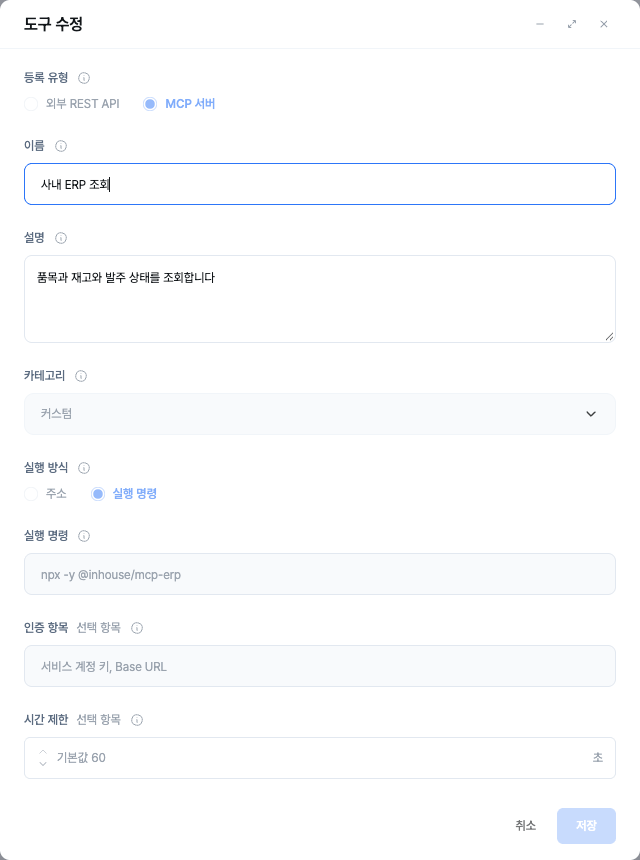 도구 수정
등록 유형
외부 REST API MCP 서버
이름
사내 ERP 조회
설명
품목과 재고와 발주 상태를 조회합니다
카테고리
커스텀
실행 방식
주소 실행 명령
실행 명령
npx -y @inhouse/mcp-erp
인증 항목 선택 항목
서비스 계정 키, Base URL
시간 제한 선택 항목
기본값 60 초
취소 저장